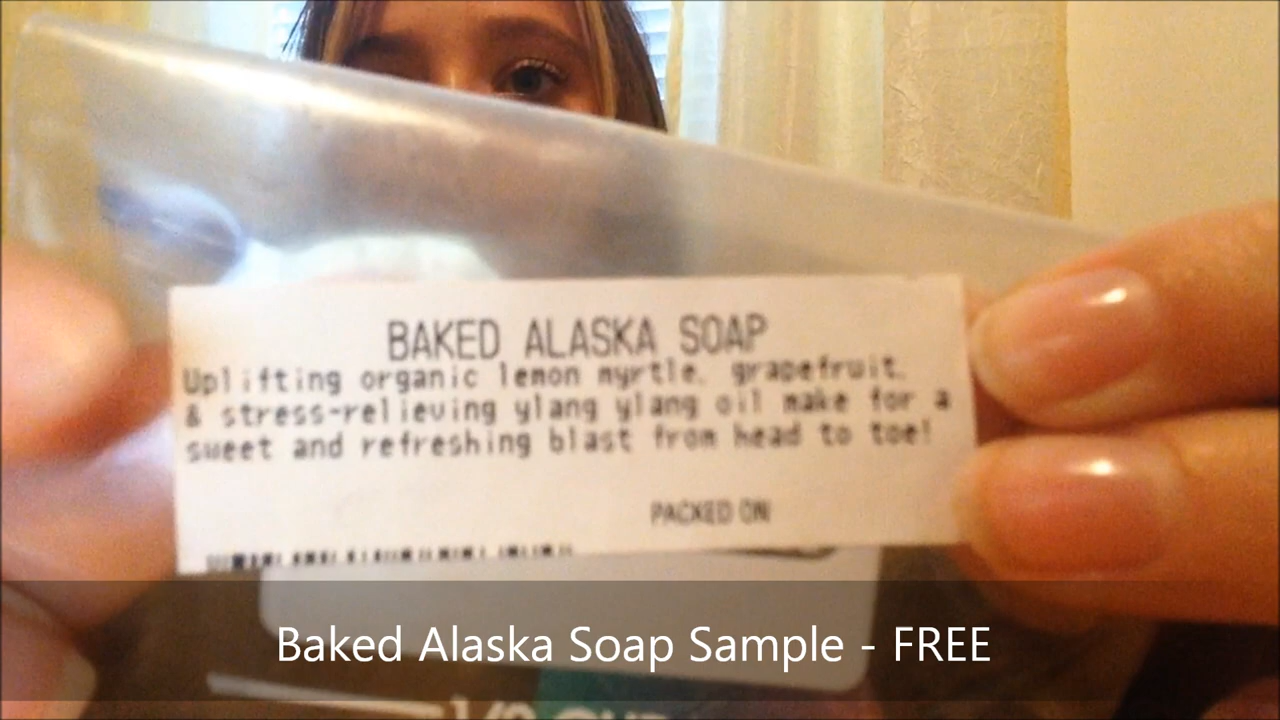 BAKED ALASKA SOAP
Uplifting organic lemon myrtle, grapefruit,
& stress-relieving ylang ylang oil make for a
sweet and refreshing blast from head to toe!
PACKED ON
Baked Alaska Soap Sample - FREE